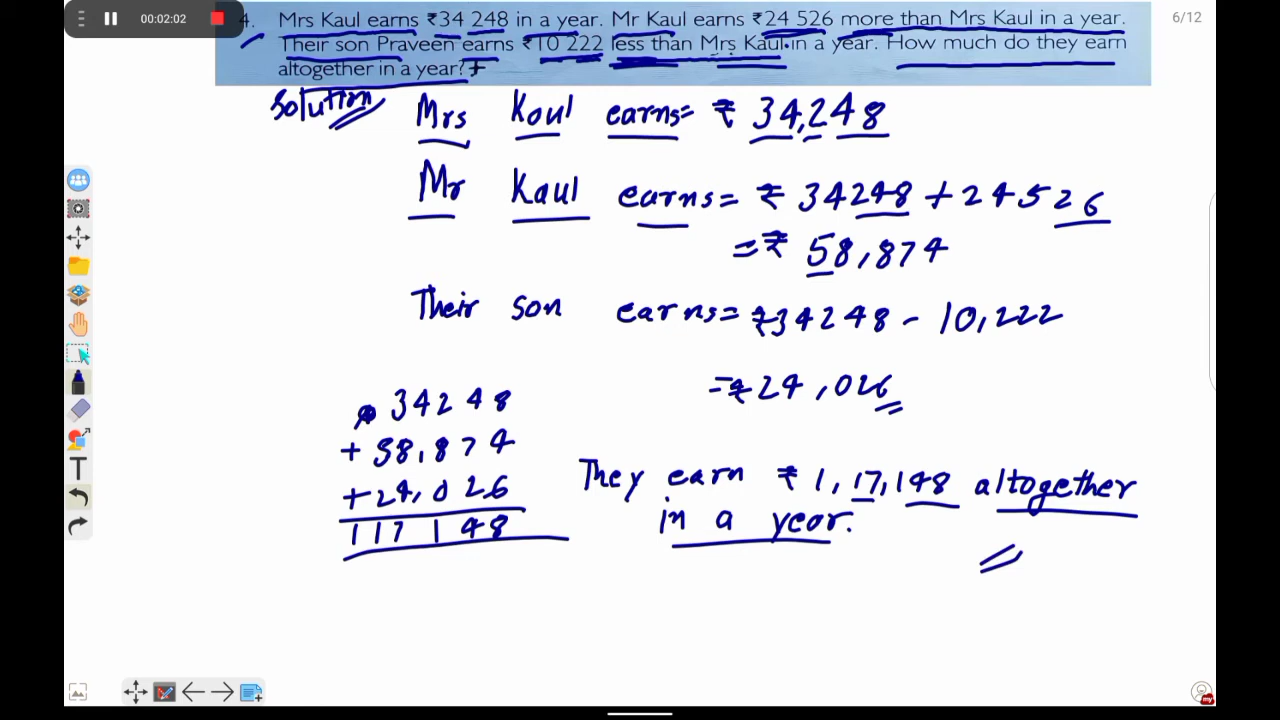 00:02:02
6/12
4. Mrs Kaul earns ₹34 248 in a year. Mr Kaul earns ₹24 526 more than Mrs Kaul in a year.
Their son Praveen earns ₹10 222 less than Mrs Kaul in a year. How much do they earn
altogether in a year?
Solution
Mrs Koul earns= ₹ 34,248
Mr Kaul earns= ₹ 34248 + 24526
=₹ 58,874
Their son earns= ₹34248 - 10,222
=₹24,026
34248
+ 58,874
+24,026
117148
They earn ₹ 1,17,148 altogether
in a year.
T
my